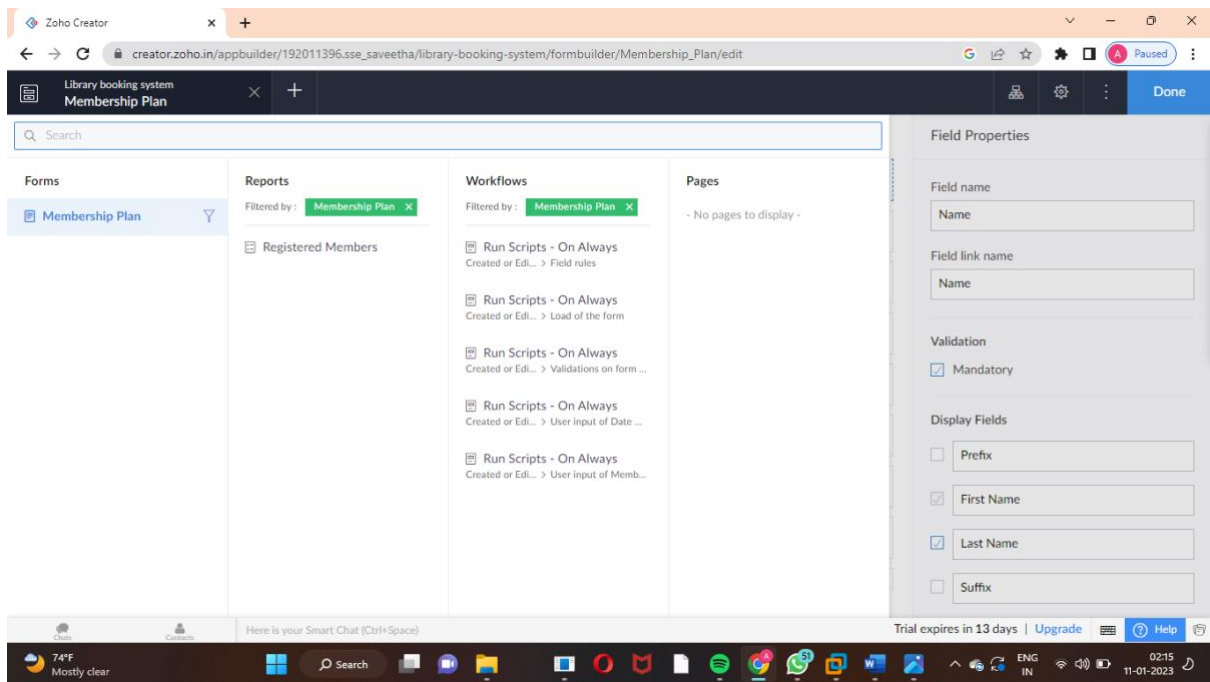 Zoho Creator
creator.zoho.in/appbuilder/192011396.sse_saveetha/library-booking-system/formbuilder/Membership_Plan/edit
G
A
Paused
Library booking system
Membership Plan
Done
Search
Forms
Membership Plan
Reports
Filtered by : Membership Plan X
Registered Members
Workflows
Filtered by : Membership Plan X
Run Scripts - On Always
Created or Edi... > Field rules
Run Scripts - On Always
Created or Edi... > Load of the form
Run Scripts - On Always
Created or Edi... > Validations on form ...
Run Scripts - On Always
Created or Edi... > User input of Date ...
Run Scripts - On Always
Created or Edi... > User input of Memb...
Pages
- No pages to display -
Field Properties
Field name
Name
Field link name
Name
Validation
Mandatory
Display Fields
Prefix
First Name
Last Name
Suffix
Chats
Contacts
Here is your Smart Chat (Ctrl+Space)
Trial expires in 13 days | Upgrade
Help
74°F
Mostly clear
Search
51
ENG
IN
02:15
11-01-2023